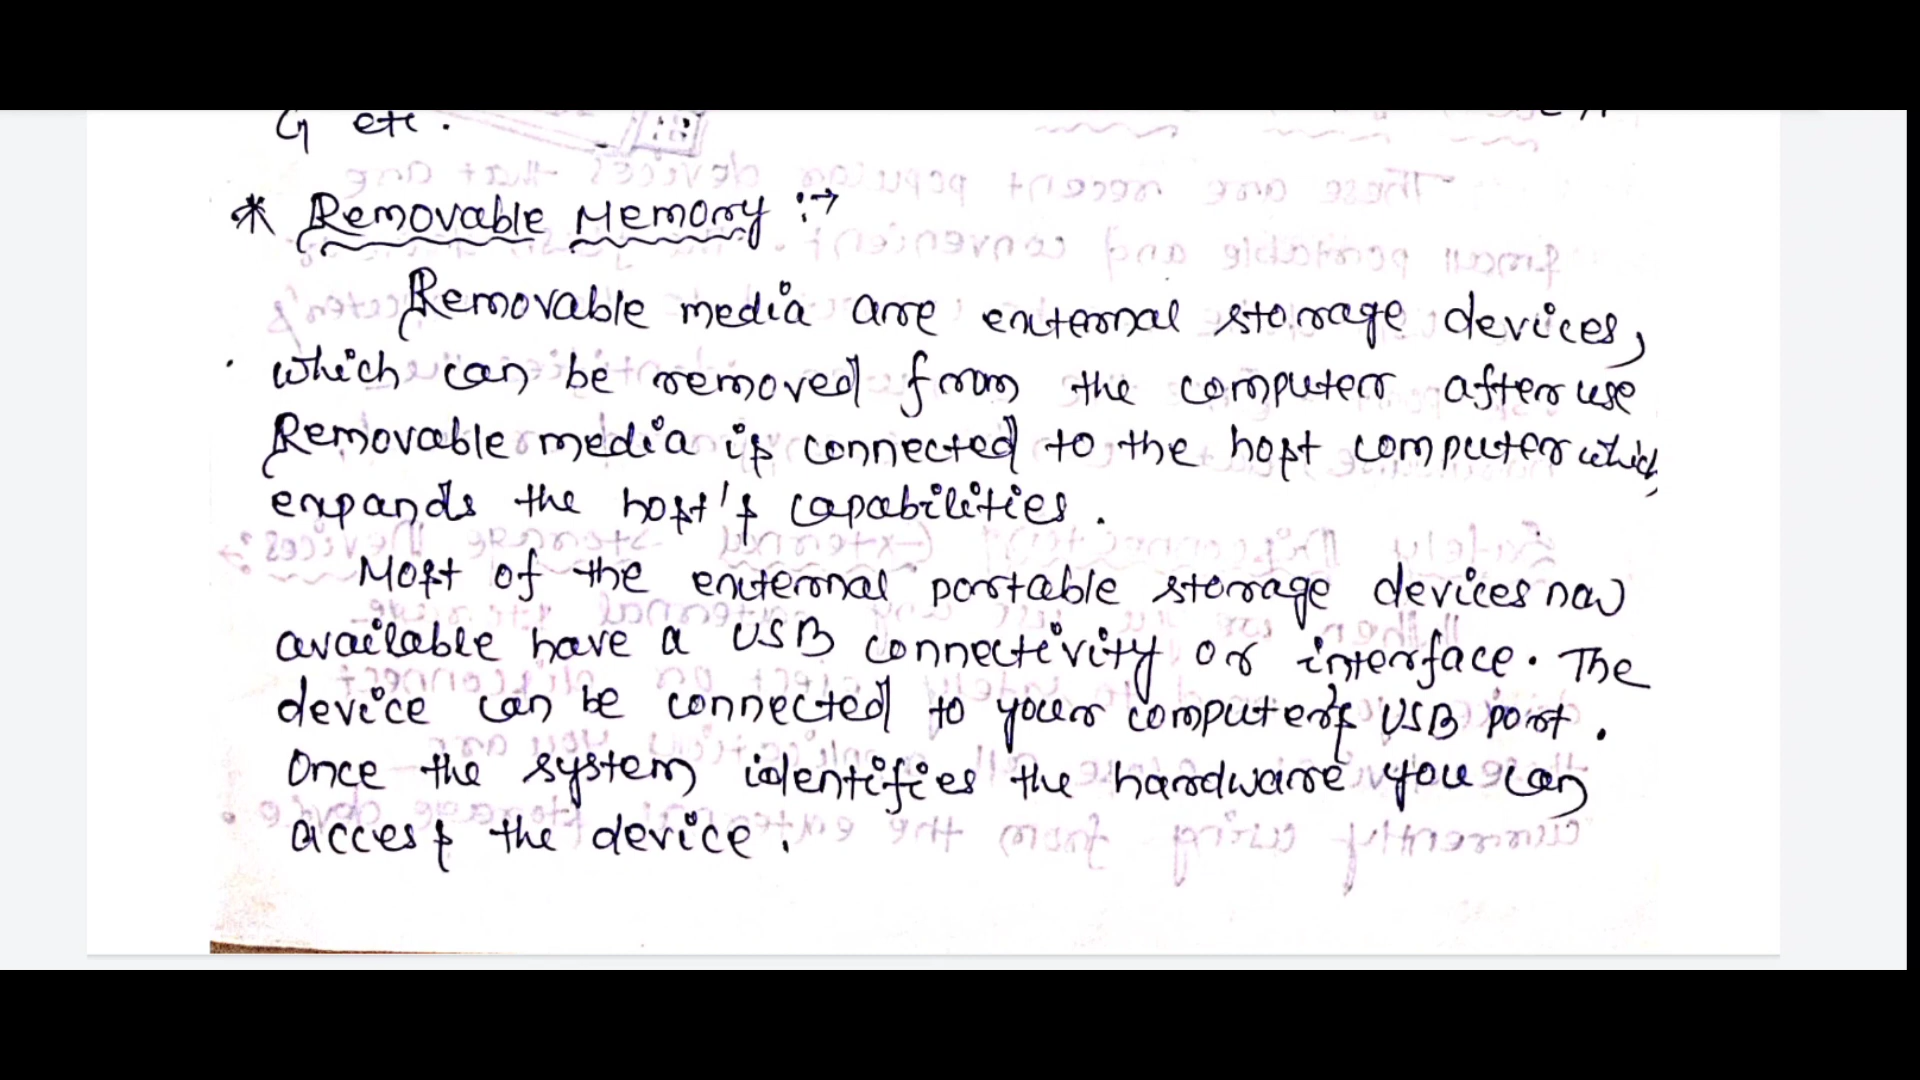 G etc.
* Removable Memory :→
Removable media are external storage devices,
which can be removed from the computer after use
Removable media is connected to the host computer which
expands the host's capabilities.
Most of the external portable storage devices now
available have a USB connectivity or interface. The
device can be connected to your computer's USB port.
Once the system identifies the hardware you can
access the device.